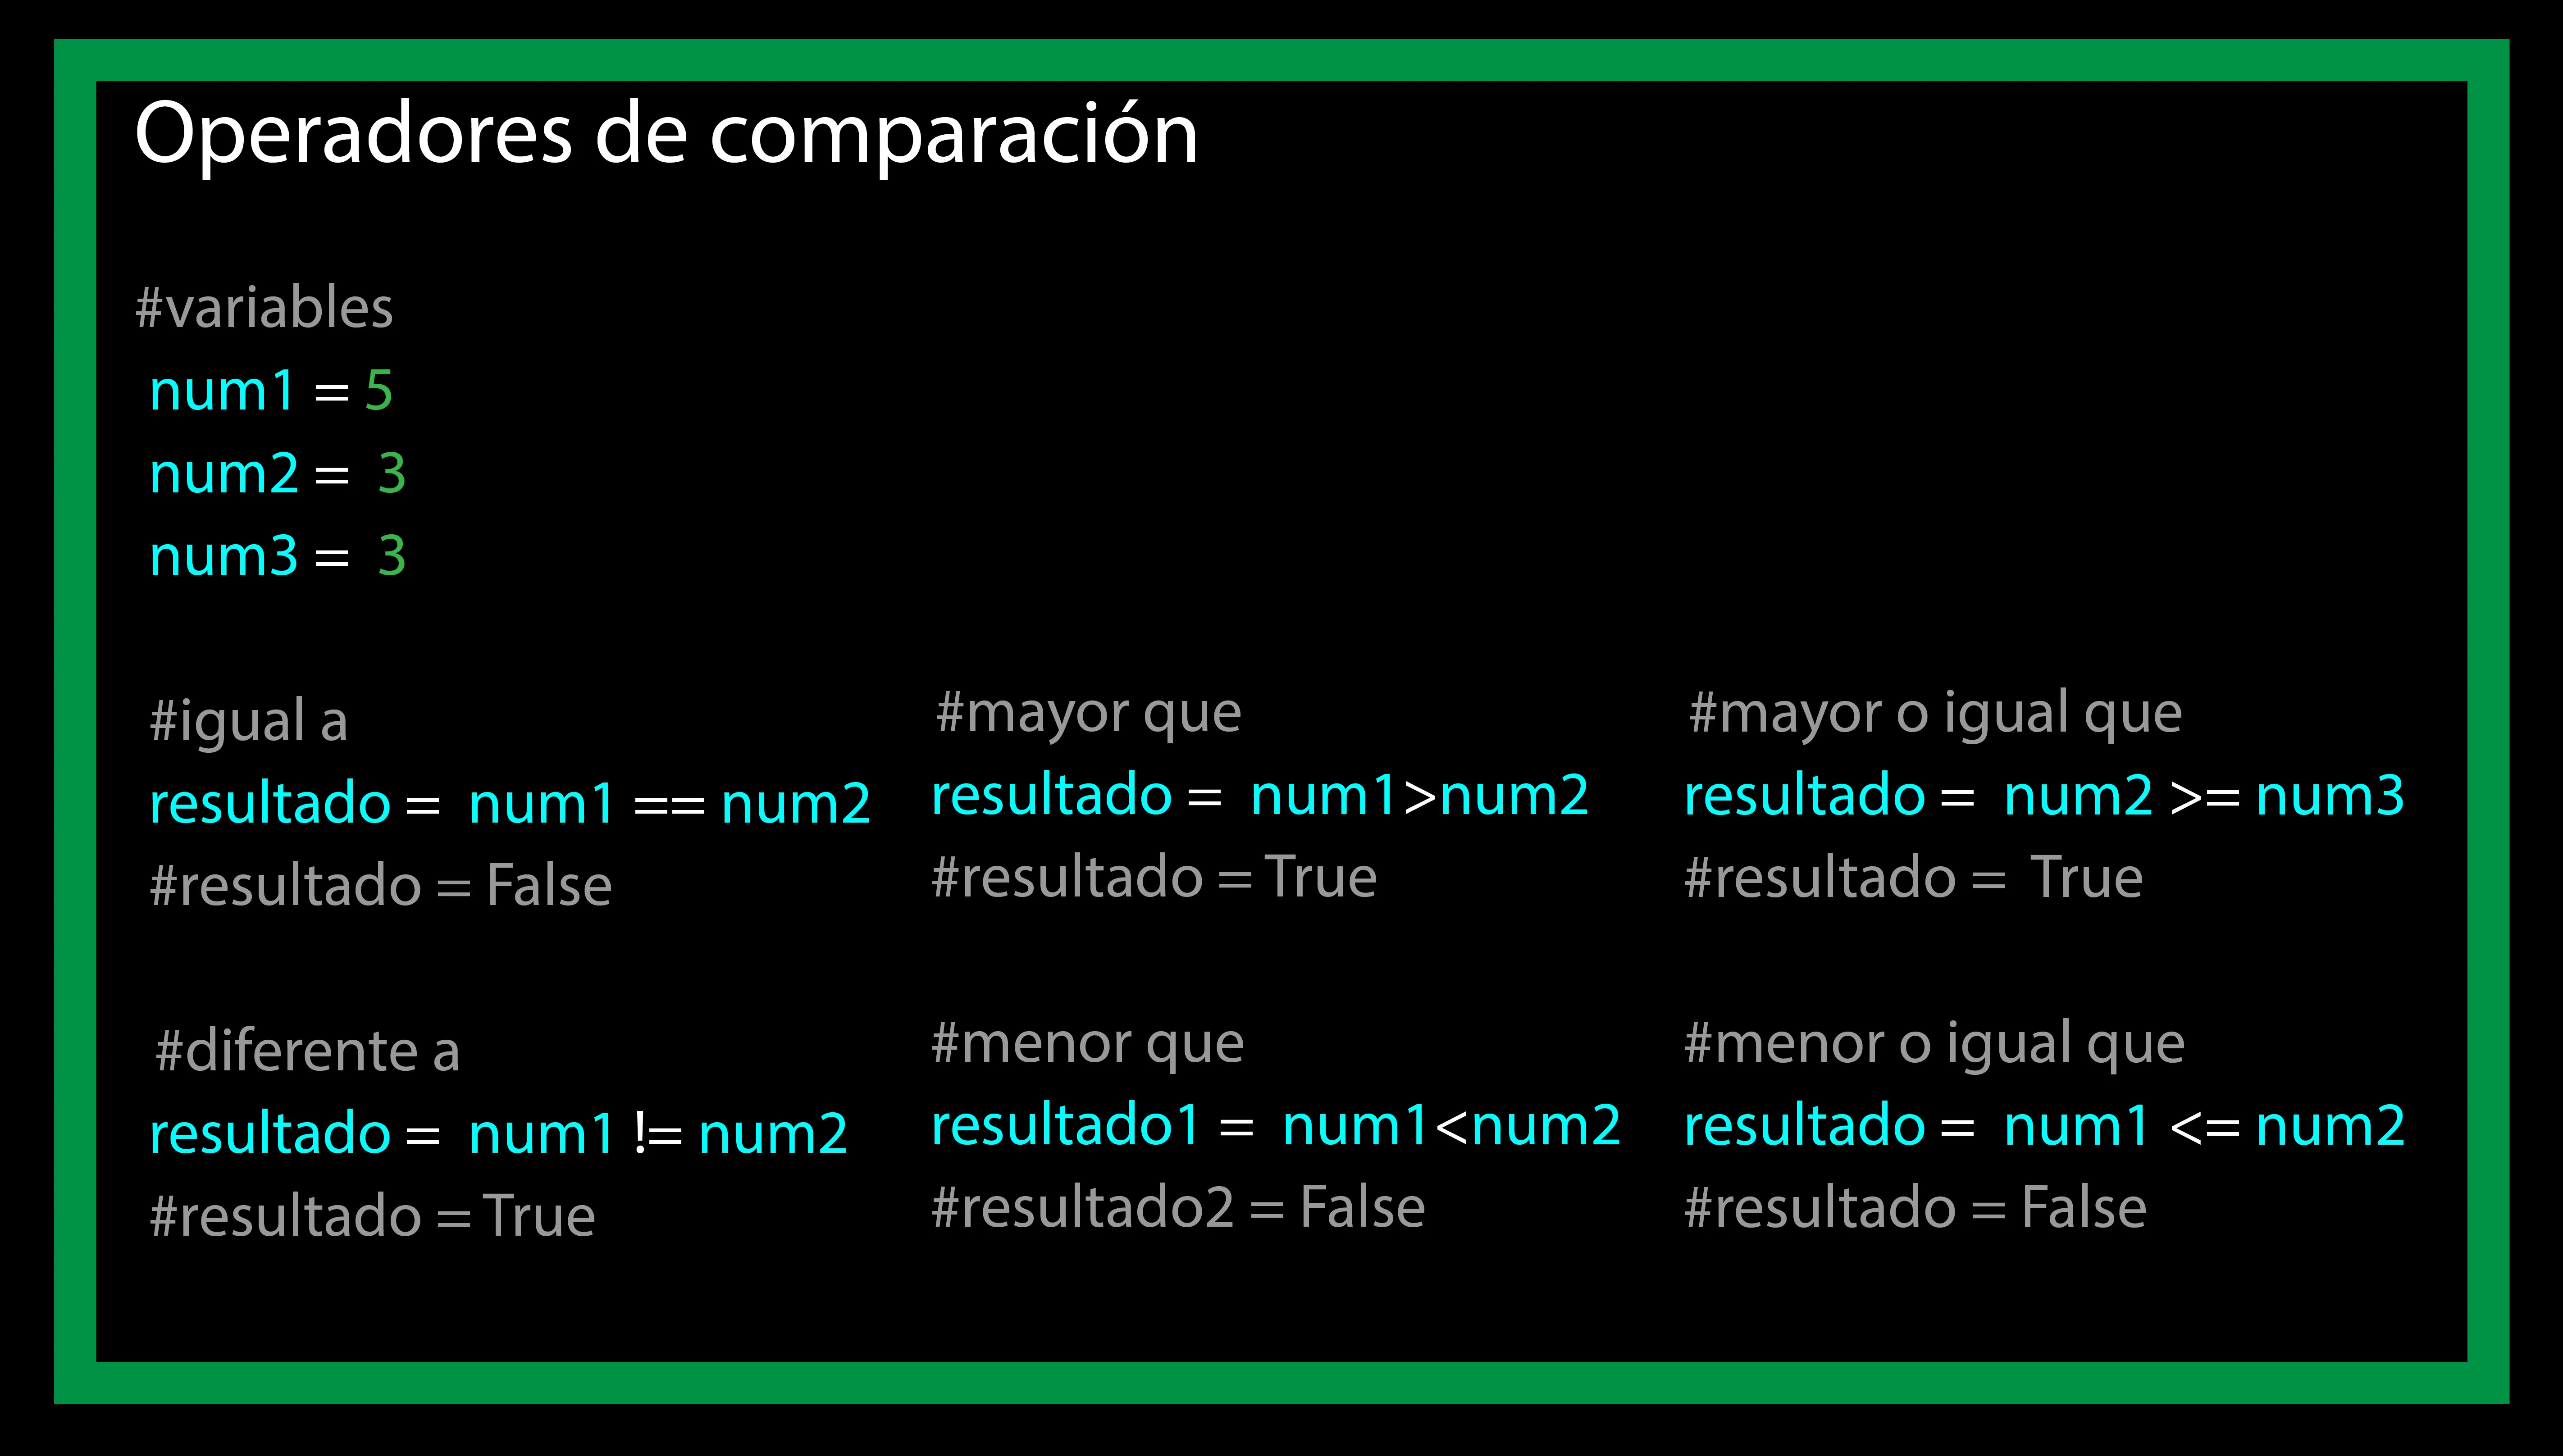 Operadores de comparación
#variables
num1 = 5
num2 = 3
num3 = 3
#igual a
resultado = num1 == num2
#resultado = False
#diferente a
resultado = num1 != num2
#resultado = True
#mayor que
resultado = num1>num2
#resultado = True
#menor que
resultado1 = num1<num2
#resultado2 = False
#mayor o igual que
resultado = num2 >= num3
#resultado = True
#menor o igual que
resultado = num1 <= num2
#resultado = False